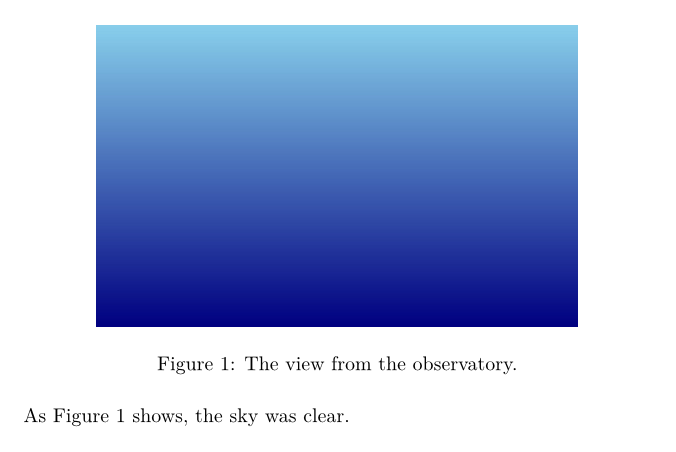 Figure 1: The view from the observatory.
As Figure 1 shows, the sky was clear.